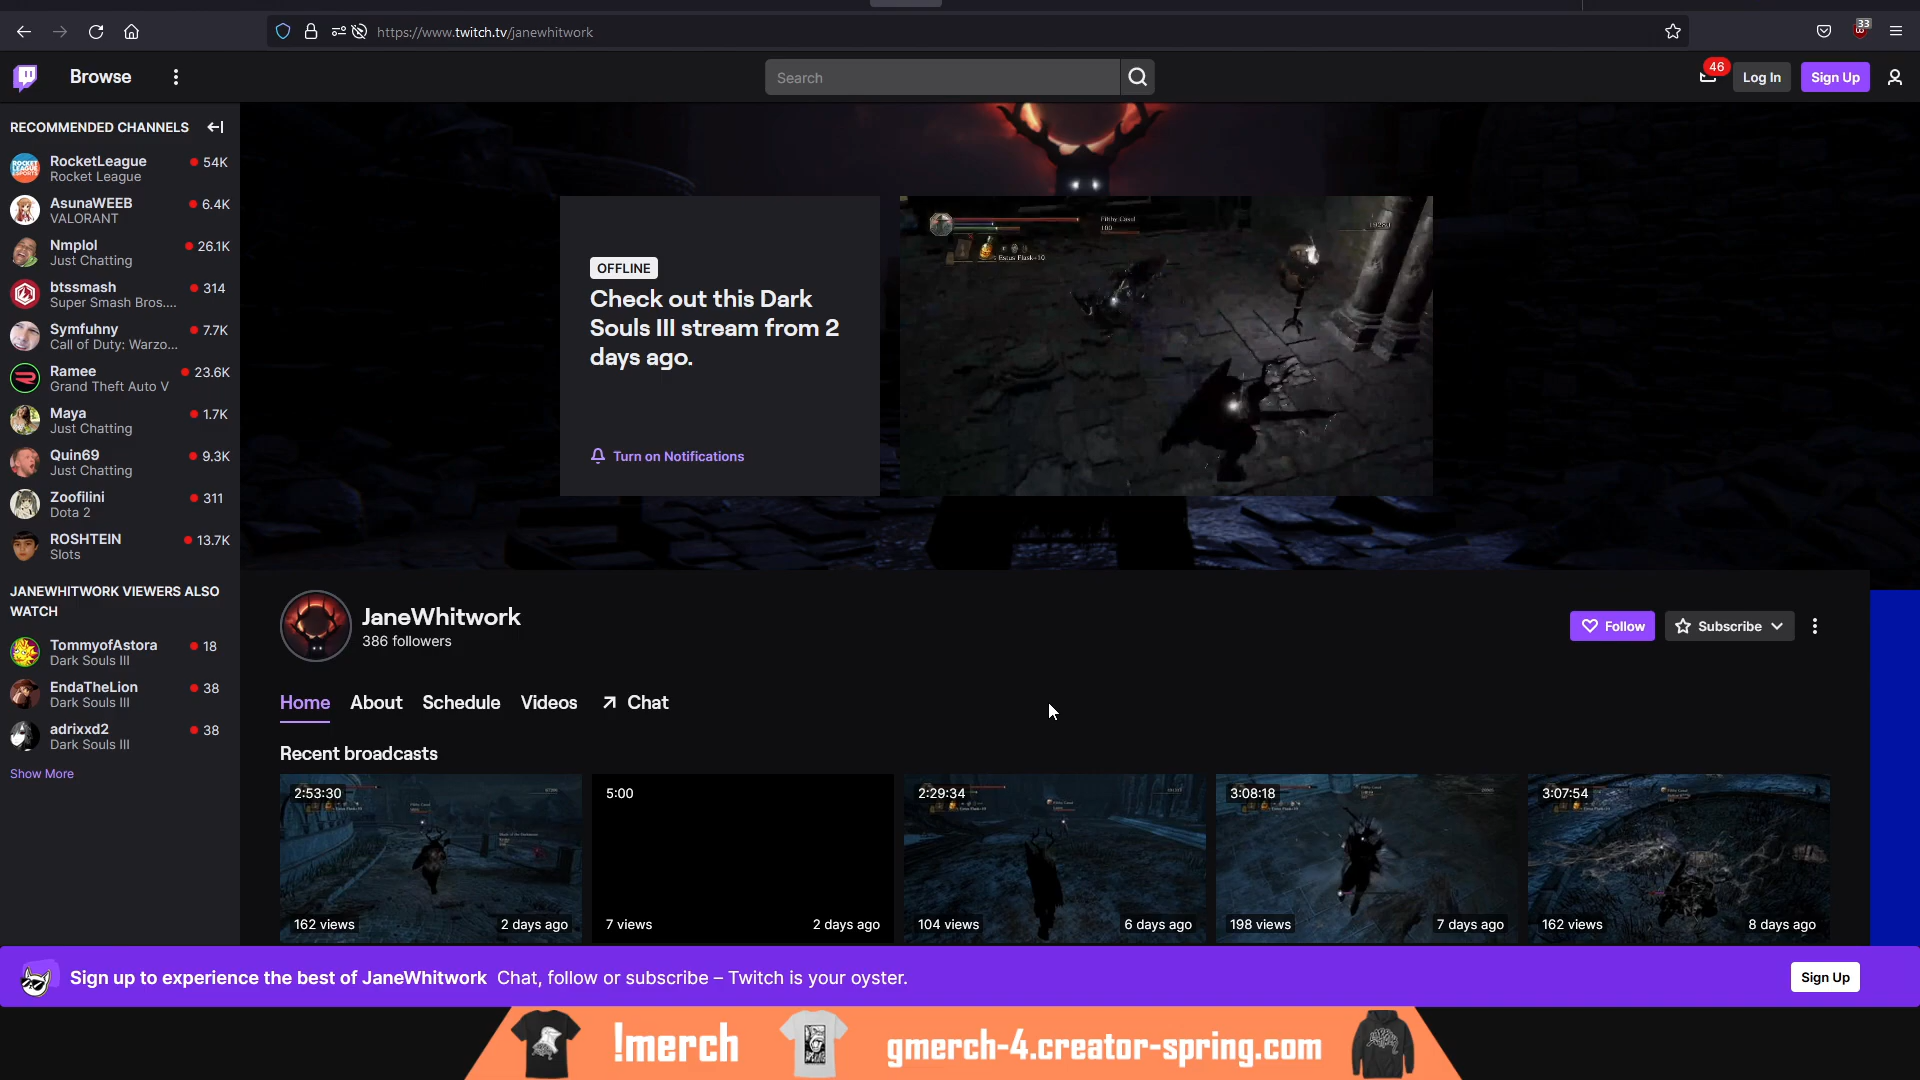 33
https://www.twitch.tv/janewhitwork
Browse
Search
46
Log In
Sign Up
RECOMMENDED CHANNELS
RocketLeague
54K
Rocket League
AsunaWEEB
6.4K
VALORANT
Nmplol
26.1K
Just Chatting
btssmash
314
Super Smash Bros....
Symfuhny
7.7K
Call of Duty: Warzo...
Ramee
23.6K
Grand Theft Auto V
Maya
1.7K
Just Chatting
Quin69
9.3K
Just Chatting
Zoofilini
311
Dota 2
ROSHTEIN
13.7K
Slots
JANEWHITWORK VIEWERS ALSO
WATCH
TommyofAstora
18
Dark Souls III
EndaTheLion
38
Dark Souls III
adrixxd2
38
Dark Souls III
Show More
OFFLINE
Check out this Dark
Souls III stream from 2
days ago.
Turn on Notifications
Estus Flask+10
JaneWhitwork
386 followers
Follow
Subscribe
Home
About
Schedule
Videos
Chat
Recent broadcasts
2:53:30
162 views
2 days ago
5:00
7 views
2 days ago
2:29:34
104 views
6 days ago
3:08:18
198 views
7 days ago
3:07:54
162 views
8 days ago
Sign up to experience the best of JaneWhitwork Chat, follow or subscribe – Twitch is your oyster.
Sign Up
!merch
gmerch-4.creator-spring.com